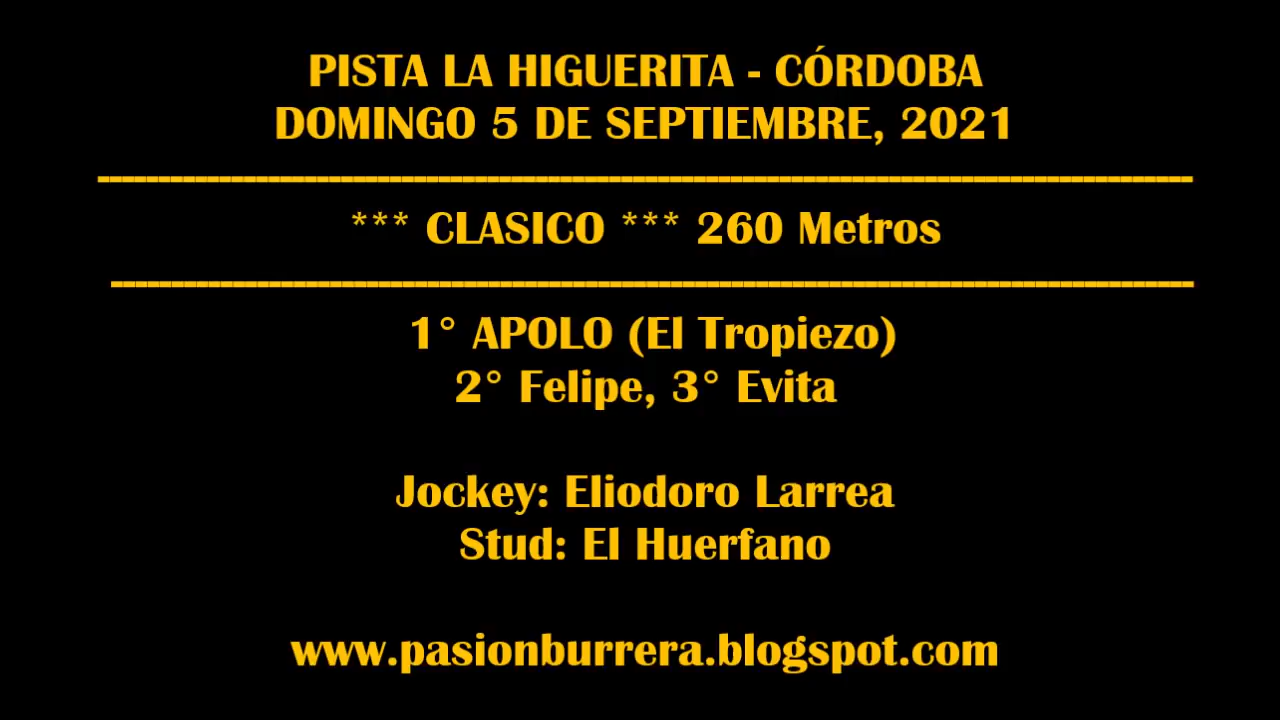 PISTA LA HIGUERITA - CÓRDOBA
DOMINGO 5 DE SEPTIEMBRE, 2021
*** CLASICO *** 260 Metros
1° APOLO (El Tropiezo)
2° Felipe, 3° Evita
Jockey: Eliodoro Larrea
Stud: El Huerfano
www.pasionburrera.blogspot.com